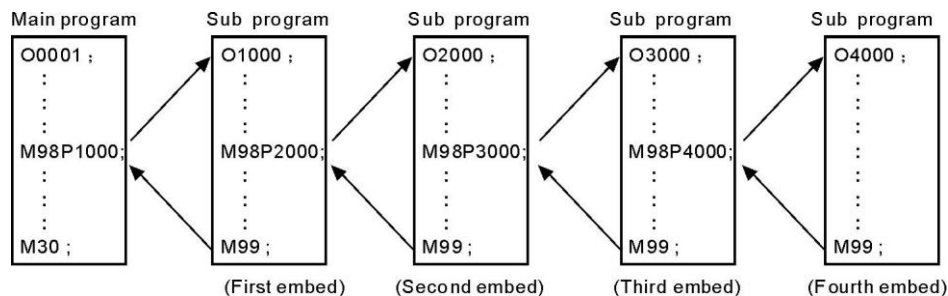 Main program
O0001 ;
:
:
:
M98P1000;
:
:
:
M30 ;
Sub program
O1000 ;
:
:
:
M98P2000;
:
:
:
M99 ;
(First embed)
Sub program
O2000 ;
:
:
:
M98P3000;
:
:
:
M99 ;
(Second embed)
Sub program
O3000 ;
:
:
:
M98P4000;
:
:
:
M99 ;
(Third embed)
Sub program
O4000 ;
:
:
:
:
:
:
:
M99 ;
(Fourth embed)